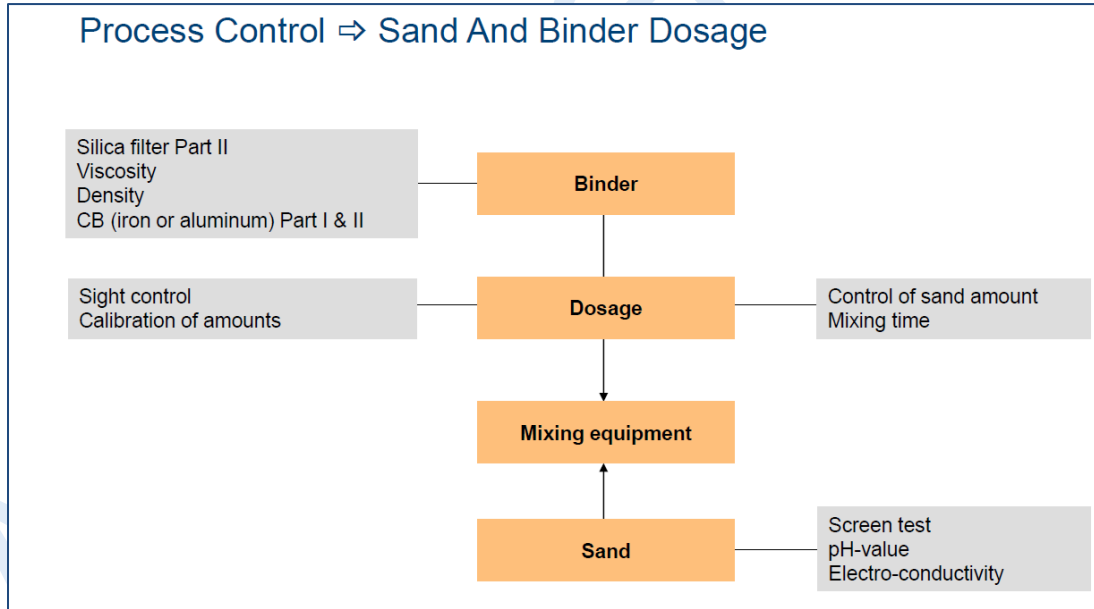 Process Control ⇨ Sand And Binder Dosage
Silica filter Part II
Viscosity
Density
CB (iron or aluminum) Part I & II
Binder
Sight control
Calibration of amounts
Dosage
Control of sand amount
Mixing time
Mixing equipment
Sand
Screen test
pH-value
Electro-conductivity